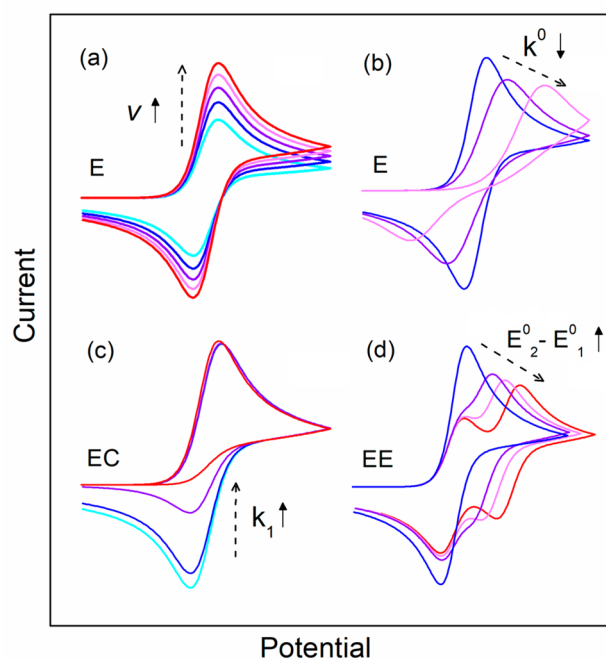 (a)
ν ↑
E
(b)
k⁰ ↓
E
(c)
EC
k₁ ↑
(d)
E⁰₂- E⁰₁ ↑
EE
Current
Potential